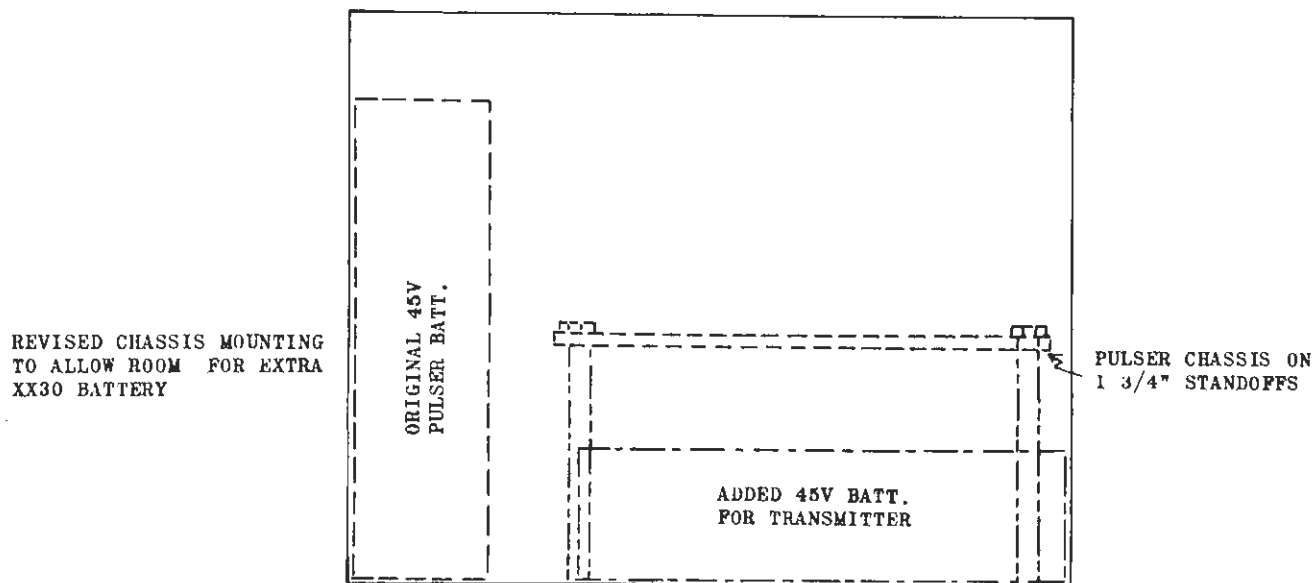 REVISED CHASSIS MOUNTING
TO ALLOW ROOM FOR EXTRA
XX30 BATTERY
ORIGINAL 45V
PULSER BATT.
ADDED 45V BATT.
FOR TRANSMITTER
PULSER CHASSIS ON
1 3/4" STANDOFFS